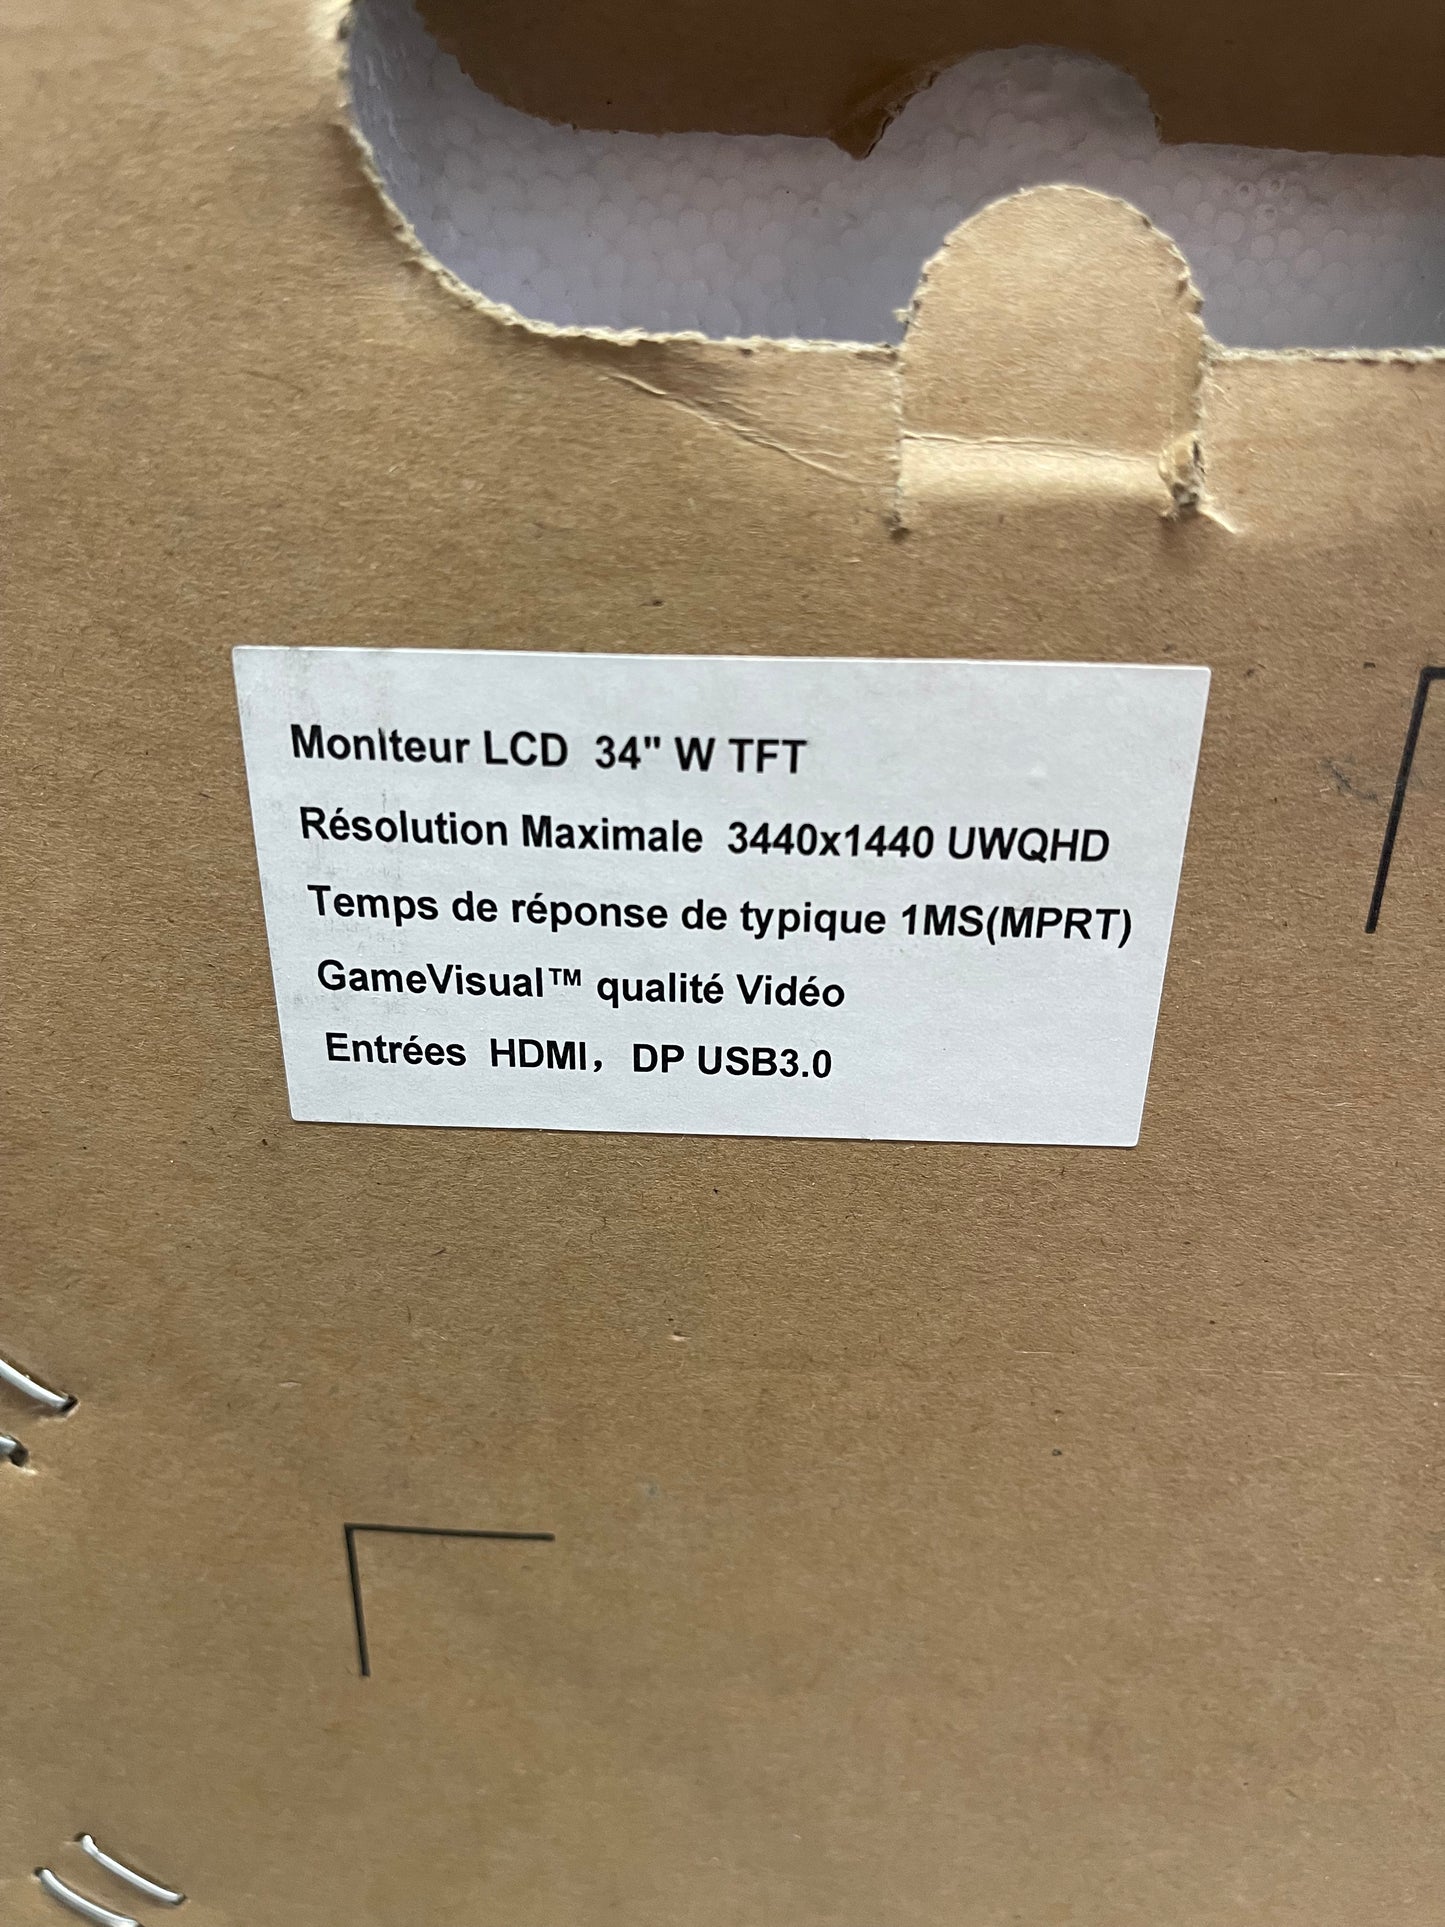 Moniteur LCD 34" W TFT
Résolution Maximale 3440x1440 UWQHD
Temps de réponse de typique 1MS(MPRT)
GameVisual™ qualité Vidéo
Entrées HDMI, DP USB3.0